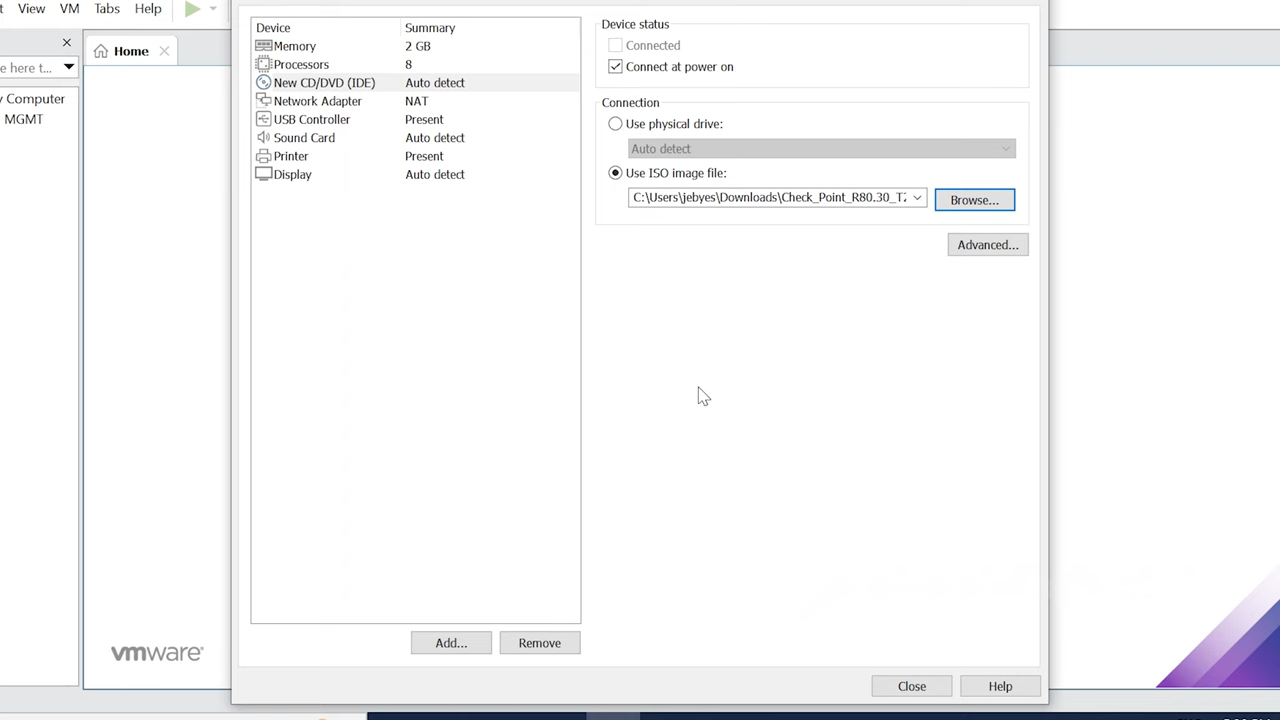 View VM Tabs Help
Home
here t...
y Computer
MGMT
Device Summary
Memory 2 GB
Processors 8
New CD/DVD (IDE) Auto detect
Network Adapter NAT
USB Controller Present
Sound Card Auto detect
Printer Present
Display Auto detect
Add... Remove
Device status
Connected
Connect at power on
Connection
Use physical drive:
Auto detect
Use ISO image file:
C:\Users\jebyes\Downloads\Check_Point_R80.30_T2
Browse...
Advanced...
vmware
Close Help